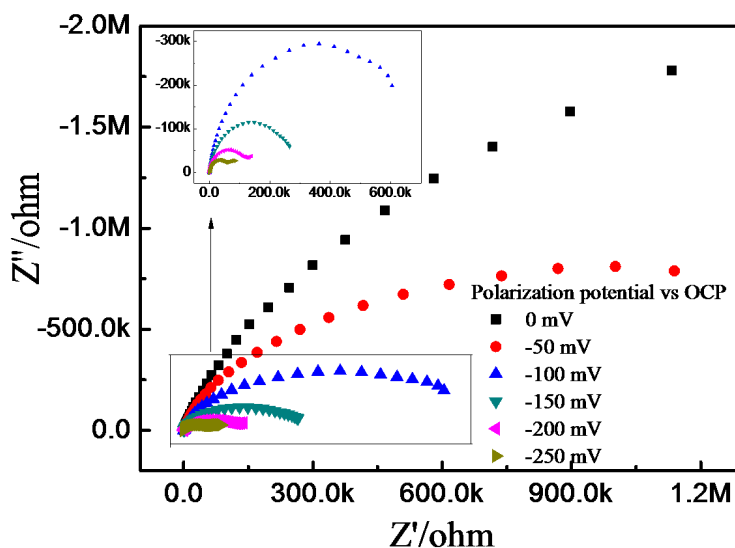 -2.0M
-1.5M
-1.0M
-500.0k
0.0
Z''/ohm
-300k
-200k
-100k
0
0.0
200.0k
400.0k
600.0k
Polarization potential vs OCP
0 mV
-50 mV
-100 mV
-150 mV
-200 mV
-250 mV
0.0
300.0k
600.0k
900.0k
1.2M
Z'/ohm